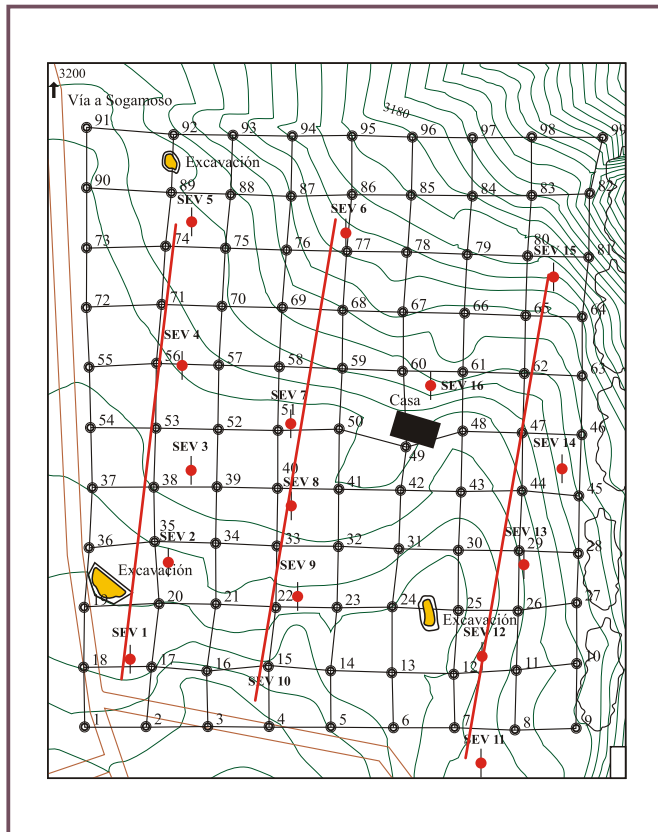 3200
Vía a Sogamoso
3180
91 92 93 94 95 96 97 98 99
Excavación
90 89 88 87 86 85 84 83 82
SEV 5 SEV 6
73 74 75 76 77 78 79 80 81
SEV 15
72 71 70 69 68 67 66 65 64
SEV 4
55 56 57 58 59 60 61 62 63
SEV 7 Casa SEV 16
54 53 52 51 50 49 48 47 46
SEV 3 SEV 14
37 38 39 40 41 42 43 44 45
SEV 8
SEV 2 SEV 13
36 35 34 33 32 31 30 29 28
Excavación SEV 9
19 20 21 22 23 24 25 26 27
Excavación
SEV 1 SEV 12
18 17 16 15 14 13 12 11 10
SEV 10
1 2 3 4 5 6 7 8 9
SEV 11